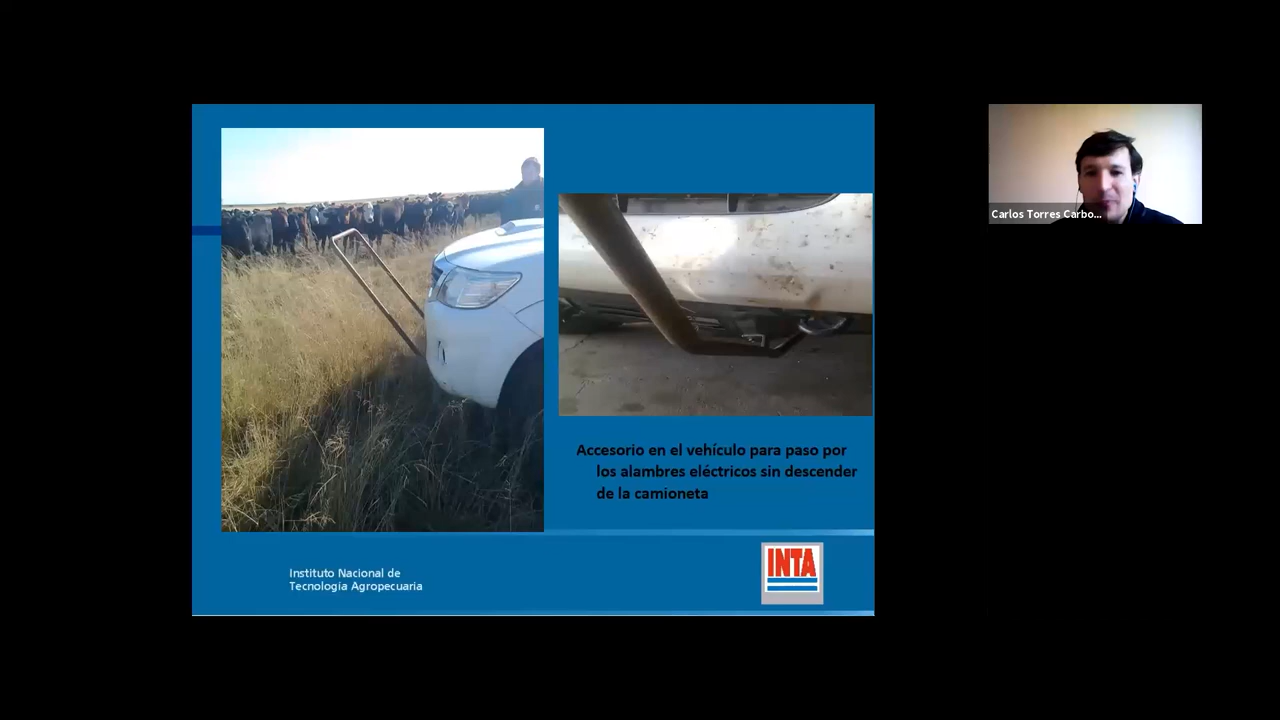 Carlos Torres Carbo...
Accesorio en el vehículo para paso por
los alambres eléctricos sin descender
de la camioneta
Instituto Nacional de
Tecnología Agropecuaria
INTA